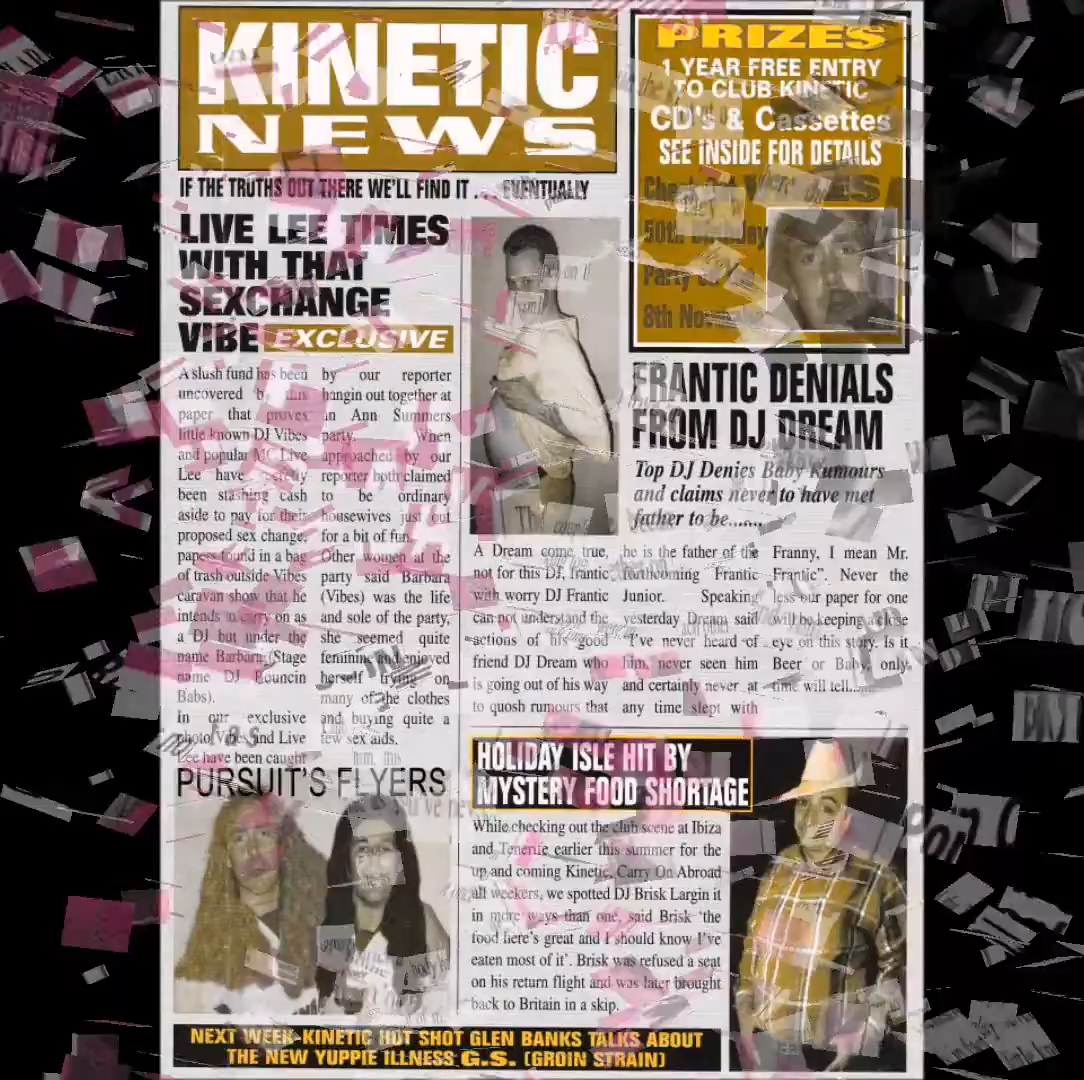 KINETIC
NEWS
IF THE TRUTHS OUT THERE WE'LL FIND IT . . . EVENTUALLY
PRIZES
1 YEAR FREE ENTRY
TO CLUB KINETIC
CD's & Cassettes
SEE INSIDE FOR DETAILS
50th
Party
8th
LIVE LEE TIMES
WITH THAT
SEXCHANGE
VIBE EXCLUSIVE
A slush fund has been
uncovered by this
paper that proves
little known DJ Vibes
and popular MC Live
Lee have secretly
been stashing cash
aside to pay for their
proposed sex change,
papers found in a bag
of trash outside Vibes
caravan show that he
intends to carry on as
a DJ but under the
name Barbara (Stage
name DJ Bouncin
Babs).
In our exclusive
photo Vibes and Live
Lee have been caught
by our reporter
hangin out together at
an Ann Summers
party. When
approached by our
reporter both claimed
to be ordinary
housewives just out
for a bit of fun.
Other women at the
party said Barbara
(Vibes) was the life
and sole of the party,
she seemed quite
feminine and enjoyed
herself trying on
many of the clothes
and buying quite a
few sex aids.
FRANTIC DENIALS
FROM DJ DREAM
Top DJ Denies Baby Rumours
and claims never to have met
father to be......
A Dream come true,
not for this DJ, frantic
with worry DJ Frantic
can not understand the
actions of his good
friend DJ Dream who
is going out of his way
to quosh rumours that
he is the father of the
forthcoming Frantic
Junior. Speaking
yesterday Dream said
'I've never heard of
him, never seen him
and certainly never at
any time slept with
Franny, I mean Mr.
Frantic”. Never the
less our paper for one
will be keeping a close
eye on this story. Is it
Beer or Baby, only
time will tell......
PURSUIT'S FLYERS
HOLIDAY ISLE HIT BY
MYSTERY FOOD SHORTAGE
While checking out the club scene at Ibiza
and Tenerife earlier this summer for the
up and coming Kinetic, Carry On Abroad
all weekers, we spotted DJ Brisk Largin it
in more ways than one, said Brisk 'the
food here's great and I should know I've
eaten most of it'. Brisk was refused a seat
on his return flight and was later brought
back to Britain in a skip.
NEXT WEEK-KINETIC HOT SHOT GLEN BANKS TALKS ABOUT
THE NEW YUPPIE ILLNESS G.S. (GROIN STRAIN)